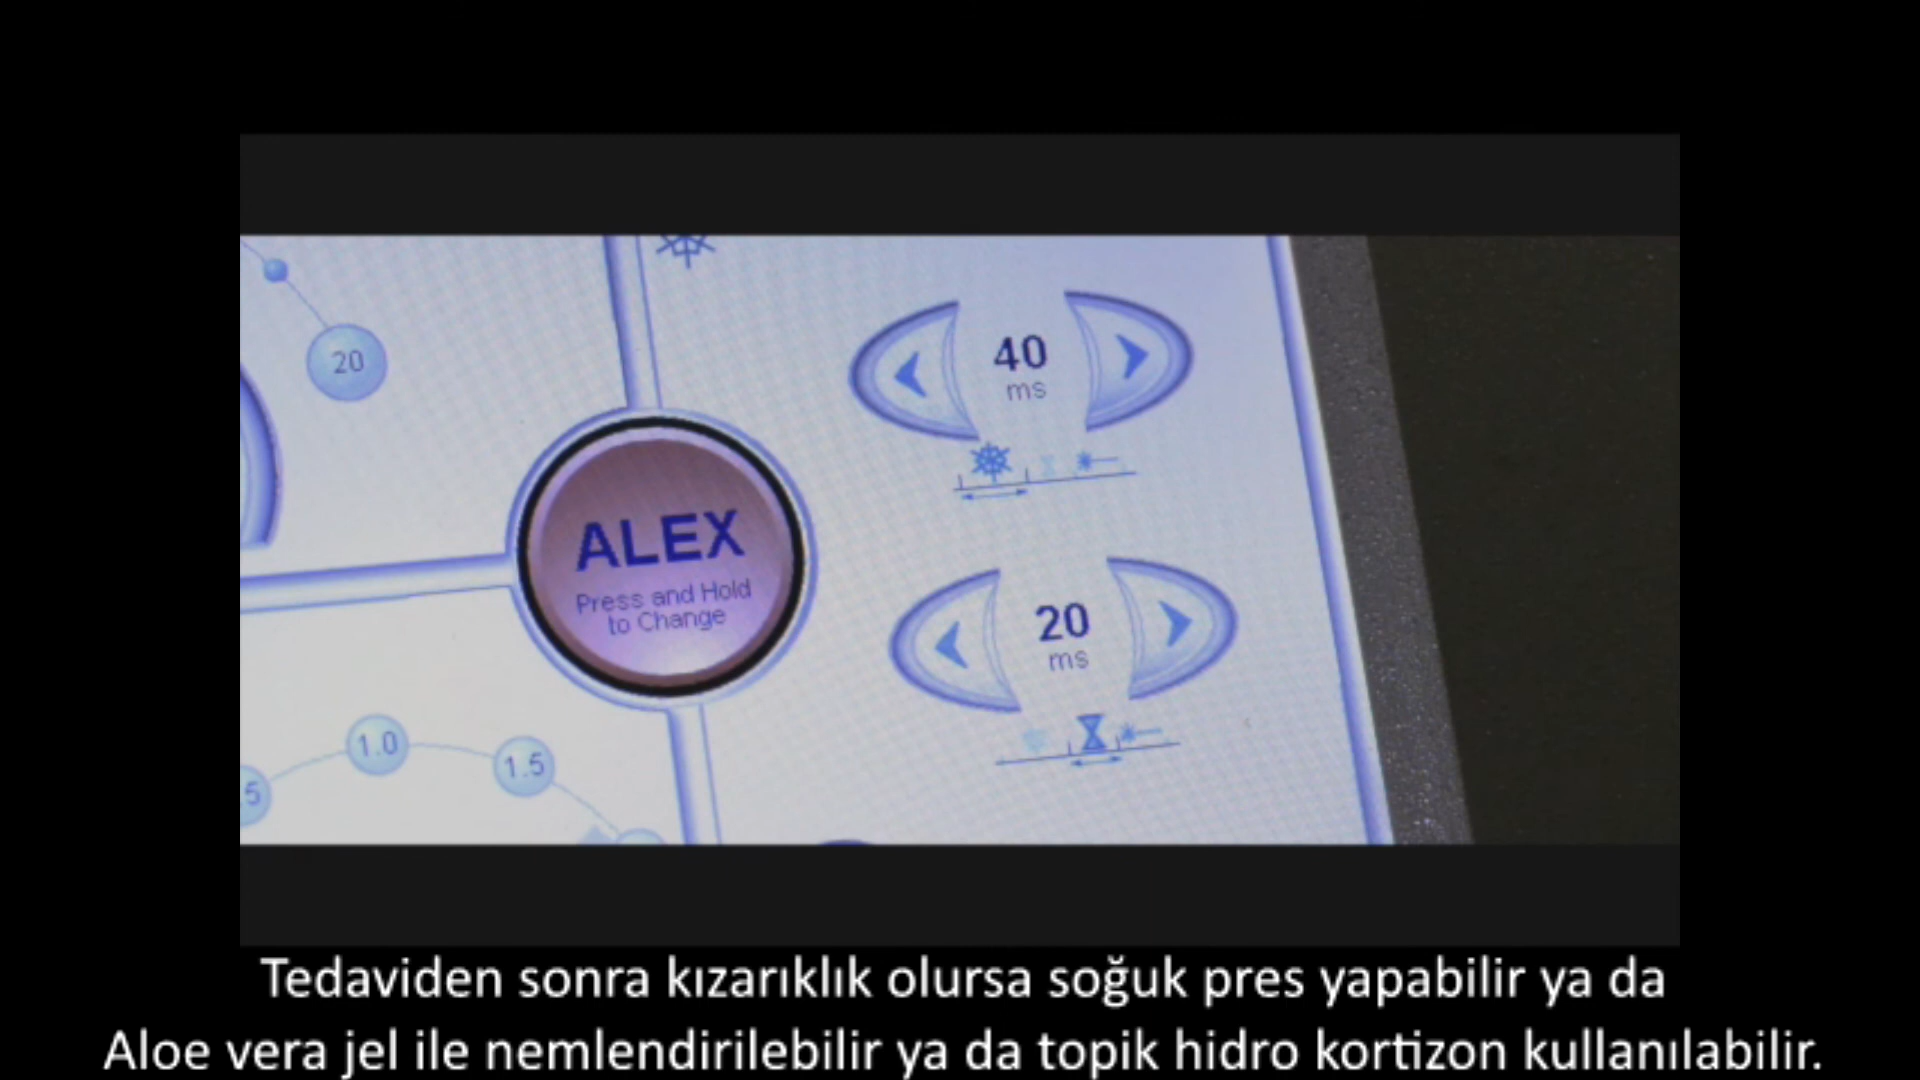 20
40
ms
ALEX
Press and Hold
to Change
20
ms
1.0
1.5
5
Tedaviden sonra kızarıklık olursa soğuk pres yapabilir ya da
Aloe vera jel ile nemlendirilebilir ya da topik hidro kortizon kullanılabilir.